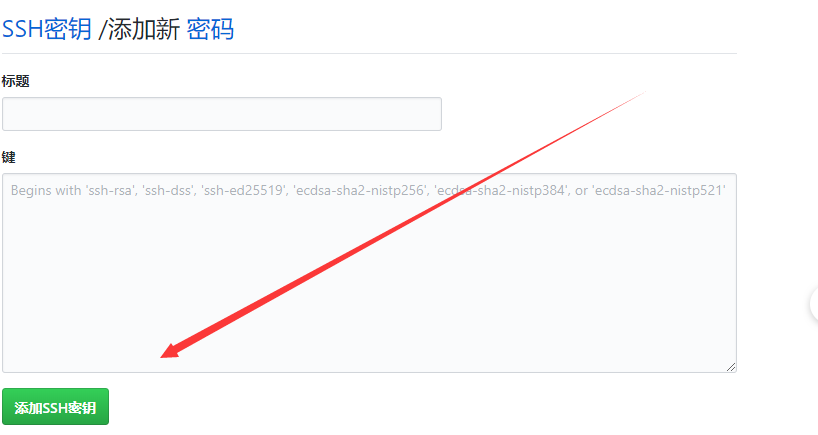 SSH密钥 /添加新 密码
标题
键
Begins with 'ssh-rsa', 'ssh-dss', 'ssh-ed25519', 'ecdsa-sha2-nistp256', 'ecdsa-sha2-nistp384', or 'ecdsa-sha2-nistp521'
添加SSH密钥